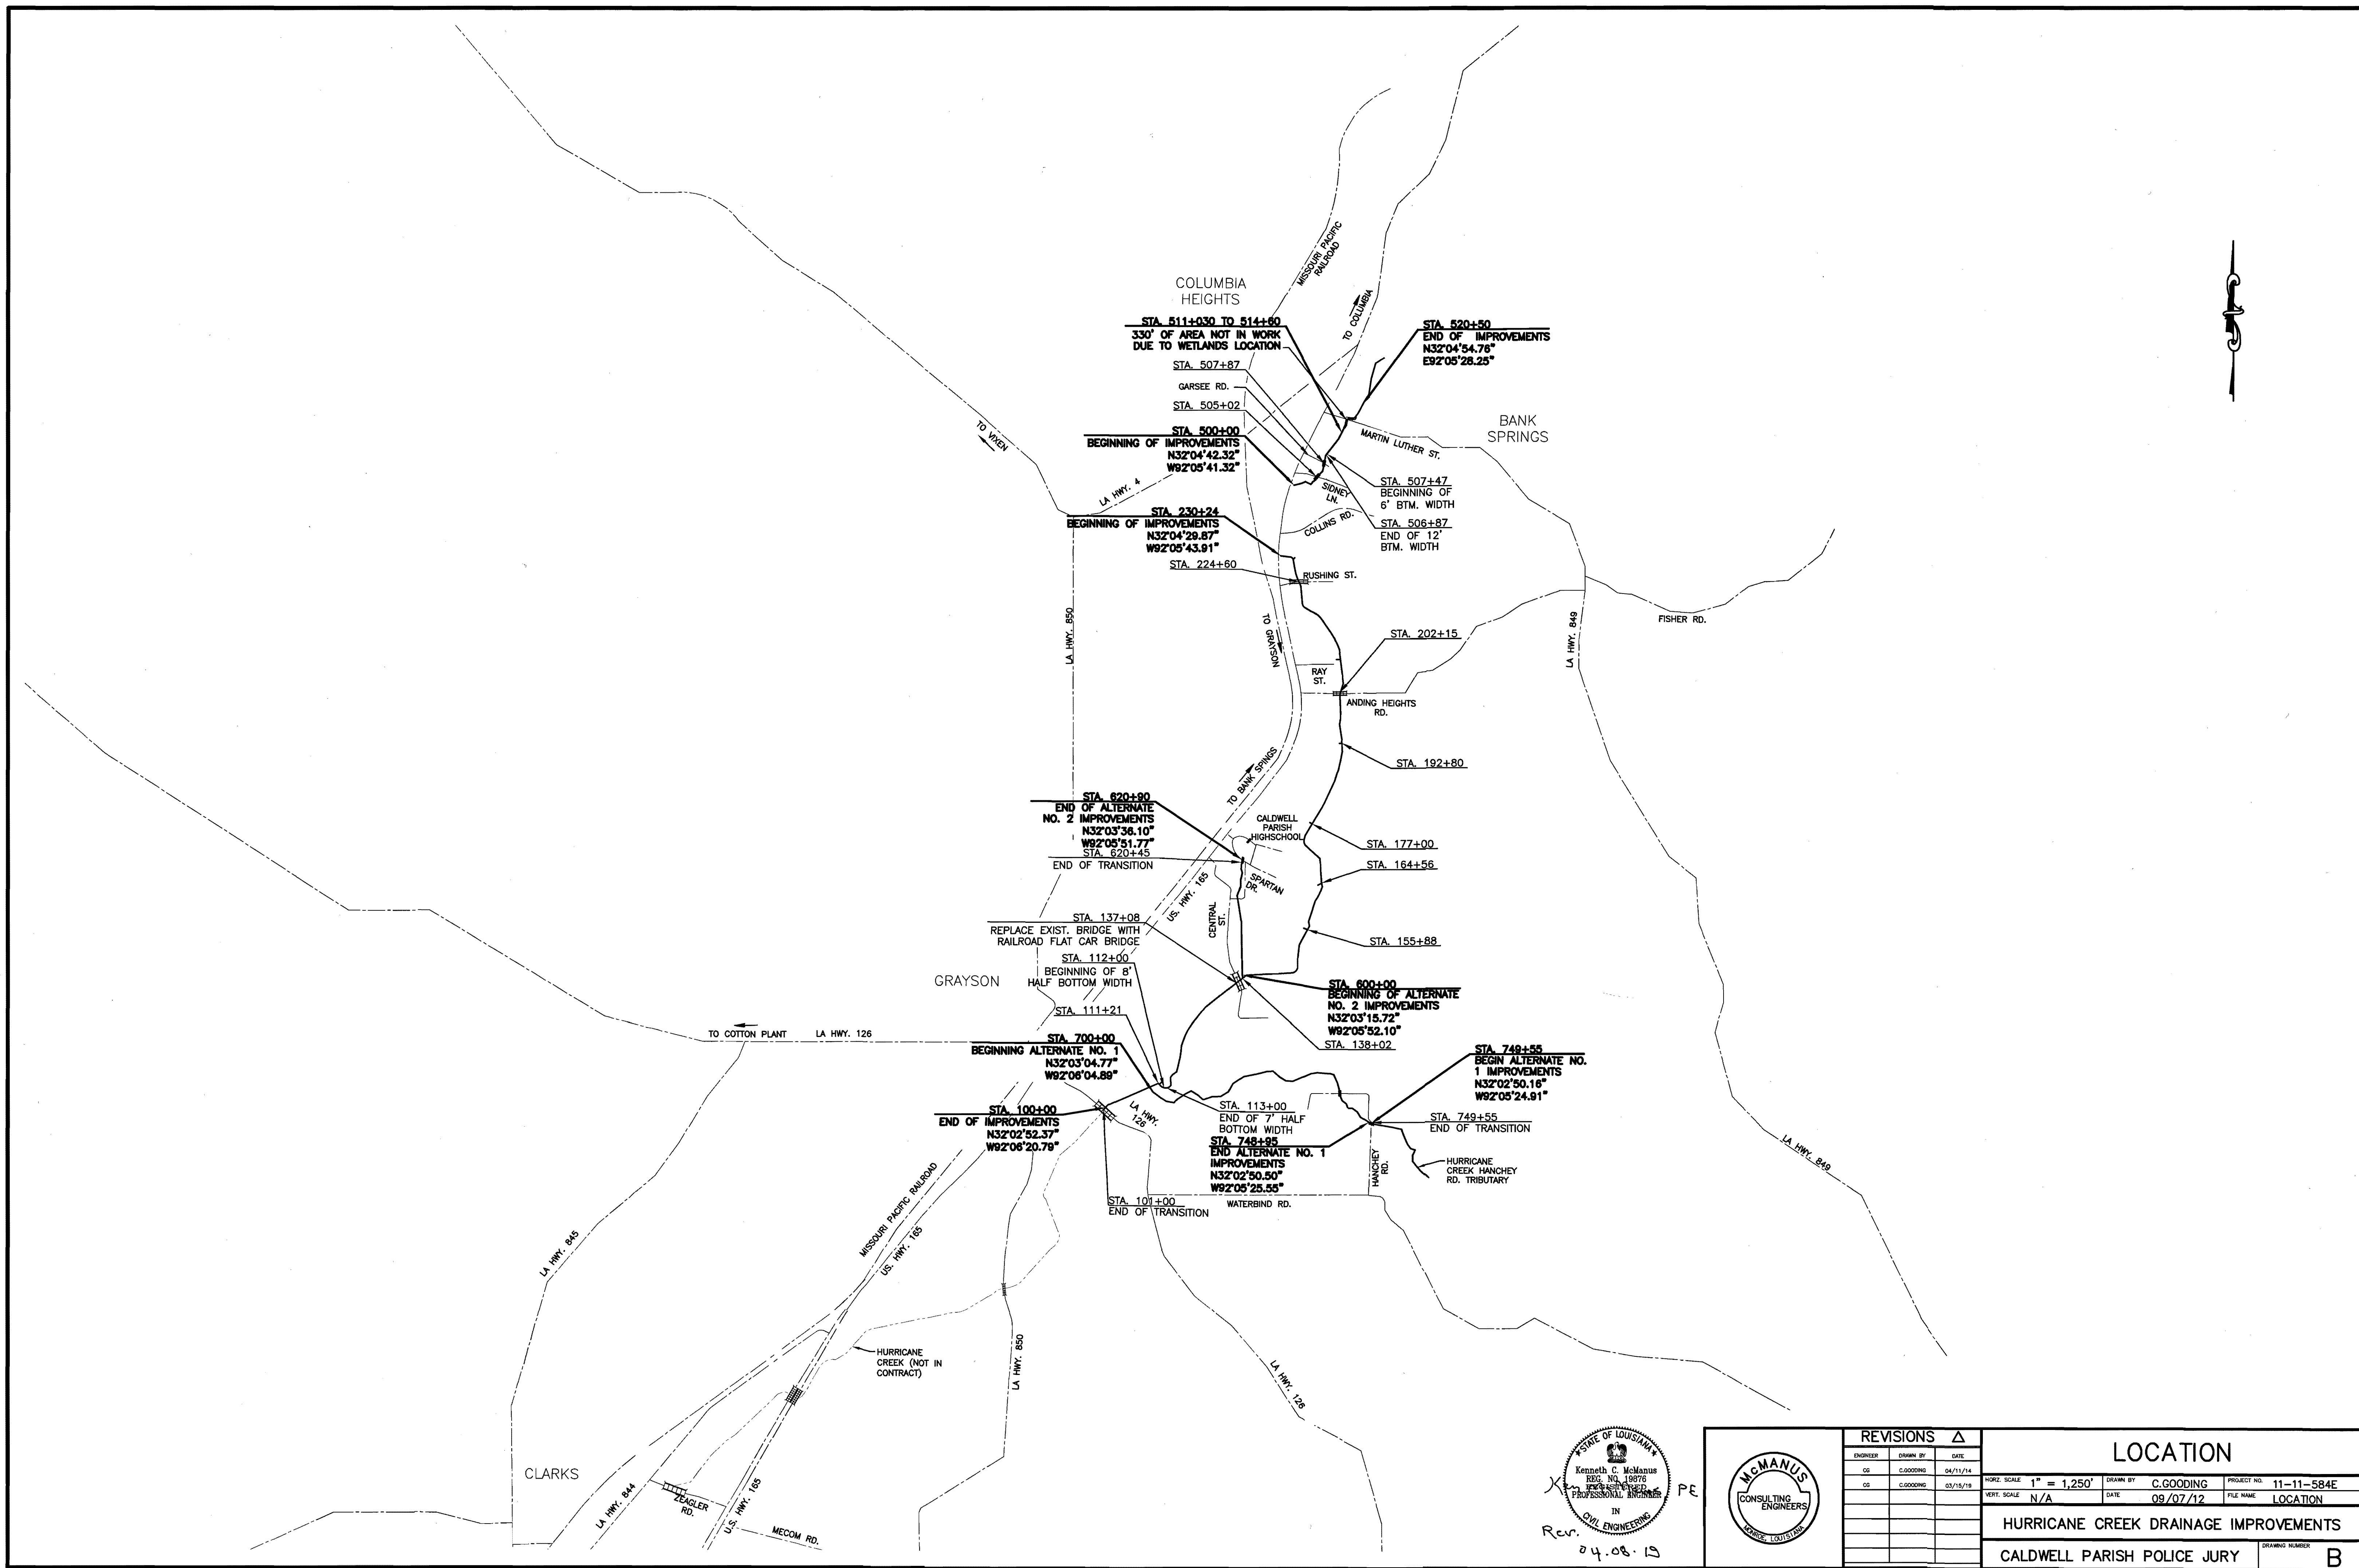 COLUMBIA
HEIGHTS
MISSOURI PACIFIC
RAILROAD
TO COLUMBIA
STA. 511+030 TO 514+60
330' OF AREA NOT IN WORK
DUE TO WETLANDS LOCATION
STA. 507+87
GARSEE RD.
STA. 505+02
STA. 500+00
BEGINNING OF IMPROVEMENTS
N32°04'42.32"
W92°05'41.32"
STA. 520+50
END OF IMPROVEMENTS
N32°04'54.76"
E92°05'28.25"
BANK
SPRINGS
MARTIN LUTHER ST.
STA. 507+47
BEGINNING OF
6' BTM. WIDTH
SIDNEY
LN.
STA. 506+87
END OF 12'
BTM. WIDTH
COLLINS RD.
TO VIXEN
LA HWY. 4
STA. 230+24
BEGINNING OF IMPROVEMENTS
N32°04'29.87"
W92°05'43.91"
STA. 224+60
RUSHING ST.
LA HWY. 850
TO GRAYSON
FISHER RD.
LA HWY. 849
STA. 202+15
RAY
ST.
ANDING HEIGHTS
RD.
STA. 192+80
TO BANK SPINGS
STA. 620+90
END OF ALTERNATE
NO. 2 IMPROVEMENTS
N32°03'36.10"
W92°05'51.77"
STA. 620+45
END OF TRANSITION
CALDWELL
PARISH
HIGHSCHOOL
STA. 177+00
STA. 164+56
SPARTAN
DR.
US. HWY. 165
CENTRAL
ST.
STA. 137+08
REPLACE EXIST. BRIDGE WITH
RAILROAD FLAT CAR BRIDGE
STA. 155+88
STA. 112+00
BEGINNING OF 8'
HALF BOTTOM WIDTH
GRAYSON
STA. 111+21
STA. 600+00
BEGINNING OF ALTERNATE
NO. 2 IMPROVEMENTS
N32°03'15.72"
W92°05'52.10"
STA. 138+02
TO COTTON PLANT
LA HWY. 126
STA. 700+00
BEGINNING ALTERNATE NO. 1
N32°03'04.77"
W92°06'04.89"
STA. 749+55
BEGIN ALTERNATE NO.
1 IMPROVEMENTS
N32°02'50.16"
W92°05'24.91"
STA. 100+00
END OF IMPROVEMENTS
N32°02'52.37"
W92°06'20.79"
LA HWY.
126
STA. 113+00
END OF 7' HALF
BOTTOM WIDTH
STA. 749+55
END OF TRANSITION
STA. 748+95
END ALTERNATE NO. 1
IMPROVEMENTS
N32°02'50.50"
W92°05'25.55"
HANCHEY
RD.
HURRICANE
CREEK HANCHEY
RD. TRIBUTARY
STA. 101+00
END OF TRANSITION
WATERBIND RD.
LA HWY. 849
MISSOURI PACIFIC RAILROAD
US. HWY. 165
LA HWY. 845
HURRICANE
CREEK (NOT IN
CONTRACT)
LA HWY. 850
LA HWY. 126
CLARKS
LA HWY. 844
ZEAGLER
RD.
U.S. HWY. 165
MECOM RD.
STATE OF LOUISIANA
Kenneth C. McManus
REG. NO. 19876
REGISTERED
PROFESSIONAL ENGINEER
IN
CIVIL ENGINEERING
PE
Rev.
04.08.19
McMANUS
CONSULTING
ENGINEERS
MONROE, LOUISIANA
REVISIONS
ENGINEER DRAWN BY DATE
CG C.GOODING 04/11/14
CG C.GOODING 03/15/19
LOCATION
HORZ. SCALE 1" = 1,250' DRAWN BY C.GOODING PROJECT NO. 11-11-584E
VERT. SCALE N/A DATE 09/07/12 FILE NAME LOCATION
HURRICANE CREEK DRAINAGE IMPROVEMENTS
CALDWELL PARISH POLICE JURY
DRAWING NUMBER
B